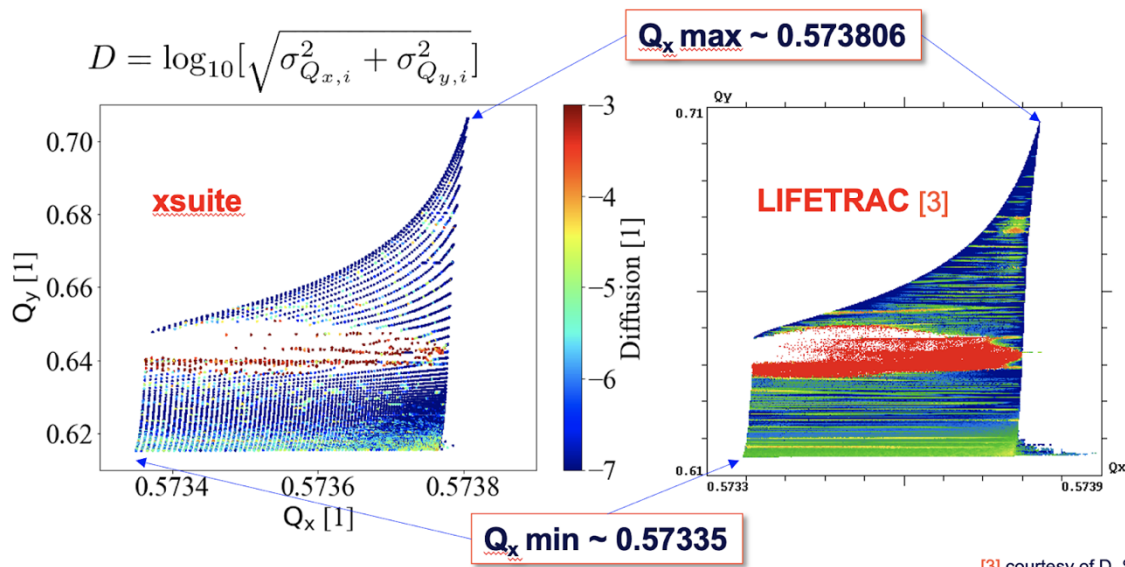 D = log₁₀[√σ²Qx,i + σ²Qy,i]
Qx max ~ 0.573806
xsuite
LIFETRAC [3]
Qy [1]
0.70
0.68
0.66
0.64
0.62
0.5734
0.5736
0.5738
Qx [1]
−3
−4
−5
−6
−7
Diffusion [1]
QY
0.71
0.61
0.5733
0.5739
Qx
Qx min ~ 0.57335
[3] courtesy of D.